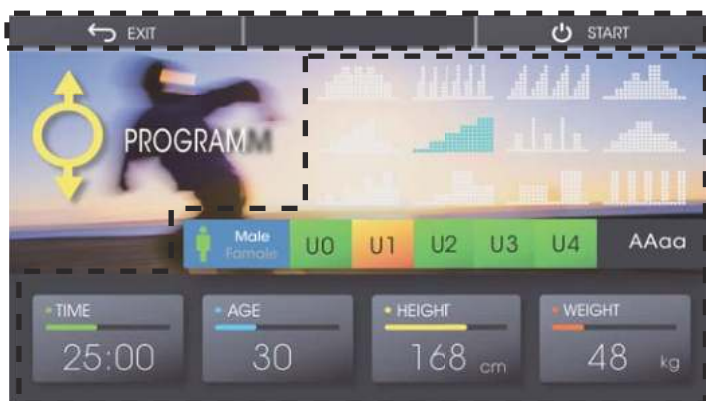 EXIT
START
PROGRAMM
Male
Female
U0
U1
U2
U3
U4
AAaa
TIME
AGE
HEIGHT
WEIGHT
25:00
30
168 cm
48 kg